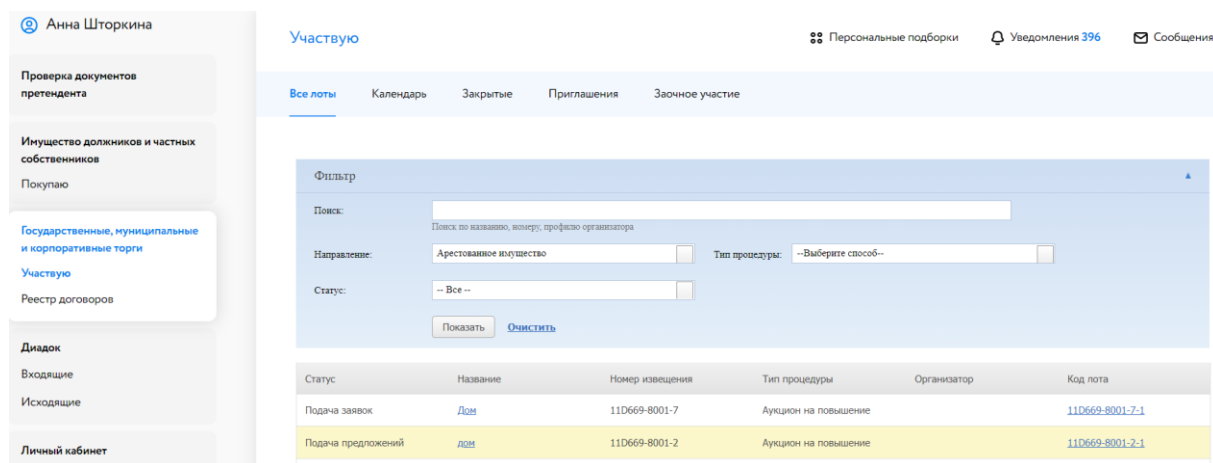 Анна Шторкина
Проверка документов
претендента
Имущество должников и частных
собственников
Покупаю
Государственные, муниципальные
и корпоративные торги
Участвую
Реестр договоров
Диадок
Входящие
Исходящие
Личный кабинет
Участвую
Персональные подборки
Уведомления 396
Сообщения
Все лоты Календарь Закрытые Приглашения Заочное участие
Фильтр
Поиск:
Поиск по названию, номеру, профилю организатора
Направление: Арестованное имущество Тип процедуры: --Выберите способ--
Статус: -- Все --
Показать Очистить
Статус Название Номер извещения Тип процедуры Организатор Код лота
Подача заявок Дом 11D669-8001-7 Аукцион на повышение 11D669-8001-7-1
Подача предложений дом 11D669-8001-2 Аукцион на повышение 11D669-8001-2-1